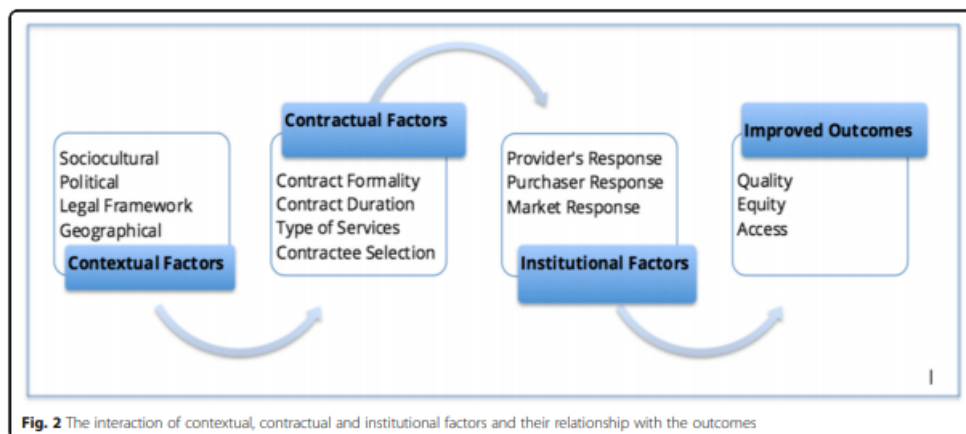 Sociocultural
Political
Legal Framework
Geographical
Contextual Factors
Contractual Factors
Contract Formality
Contract Duration
Type of Services
Contractee Selection
Provider's Response
Purchaser Response
Market Response
Institutional Factors
Improved Outcomes
Quality
Equity
Access
l
Fig. 2 The interaction of contextual, contractual and institutional factors and their relationship with the outcomes